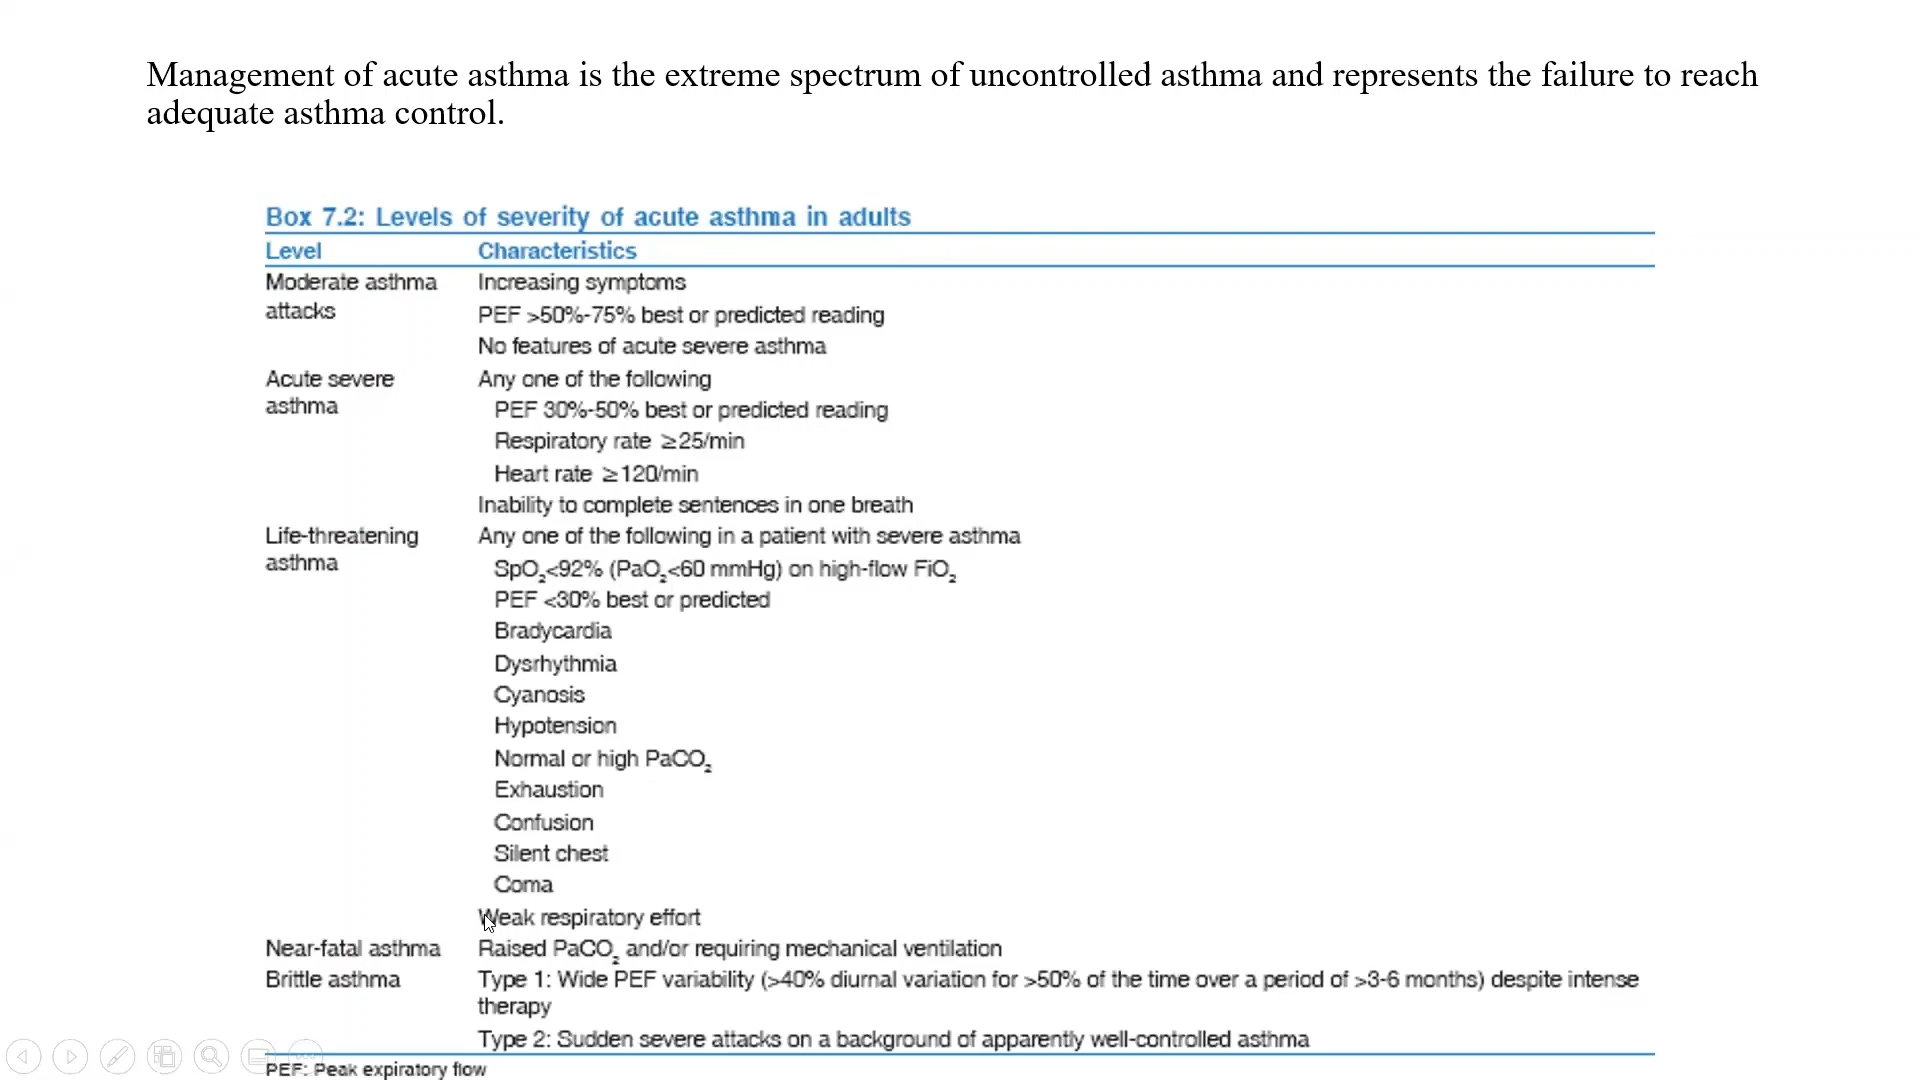 Management of acute asthma is the extreme spectrum of uncontrolled asthma and represents the failure to reach
adequate asthma control.
Box 7.2: Levels of severity of acute asthma in adults
Level Characteristics
Moderate asthma Increasing symptoms
attacks PEF >50%-75% best or predicted reading
No features of acute severe asthma
Acute severe Any one of the following
asthma PEF 30%-50% best or predicted reading
Respiratory rate ≥25/min
Heart rate ≥120/min
Inability to complete sentences in one breath
Life-threatening Any one of the following in a patient with severe asthma
asthma SpO₂<92% (PaO₂<60 mmHg) on high-flow FiO₂
PEF <30% best or predicted
Bradycardia
Dysrhythmia
Cyanosis
Hypotension
Normal or high PaCO₂
Exhaustion
Confusion
Silent chest
Coma
Weak respiratory effort
Near-fatal asthma Raised PaCO₂ and/or requiring mechanical ventilation
Brittle asthma Type 1: Wide PEF variability (>40% diurnal variation for >50% of the time over a period of >3-6 months) despite intense
therapy
Type 2: Sudden severe attacks on a background of apparently well-controlled asthma
PEF: Peak expiratory flow